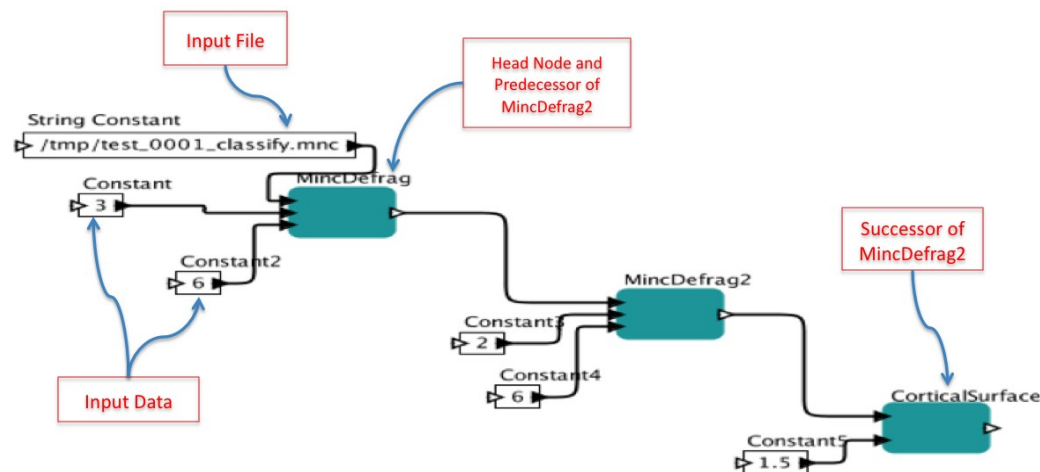 Input File
Head Node and
Predecessor of
MincDefrag2
String Constant
/tmp/test_0001_classify.mnc
Constant
3
MincDefrag
Constant2
6
Successor of
MincDefrag2
MincDefrag2
Constant3
2
Constant4
6
Input Data
CorticalSurface
Constant5
1.5